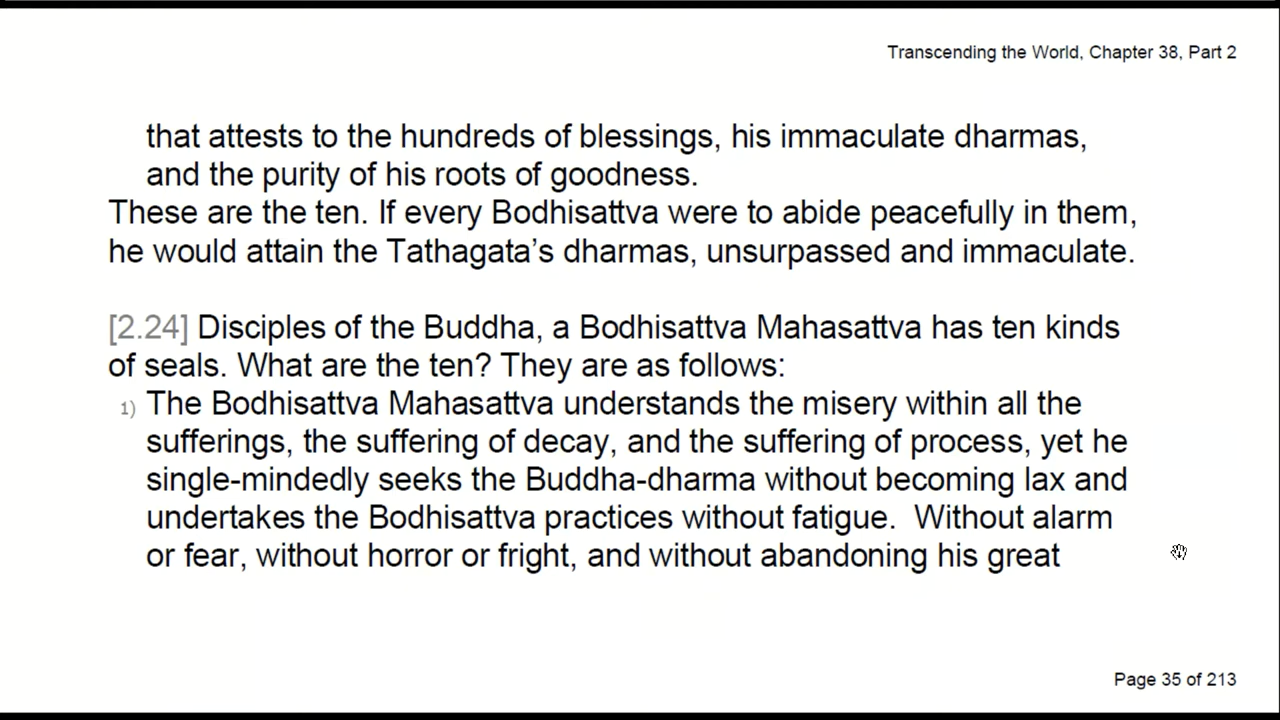 Transcending the World, Chapter 38, Part 2
that attests to the hundreds of blessings, his immaculate dharmas,
and the purity of his roots of goodness.
These are the ten. If every Bodhisattva were to abide peacefully in them,
he would attain the Tathagata’s dharmas, unsurpassed and immaculate.
[2.24] Disciples of the Buddha, a Bodhisattva Mahasattva has ten kinds
of seals. What are the ten? They are as follows:
1) The Bodhisattva Mahasattva understands the misery within all the
sufferings, the suffering of decay, and the suffering of process, yet he
single-mindedly seeks the Buddha-dharma without becoming lax and
undertakes the Bodhisattva practices without fatigue.  Without alarm
or fear, without horror or fright, and without abandoning his great
Page 35 of 213